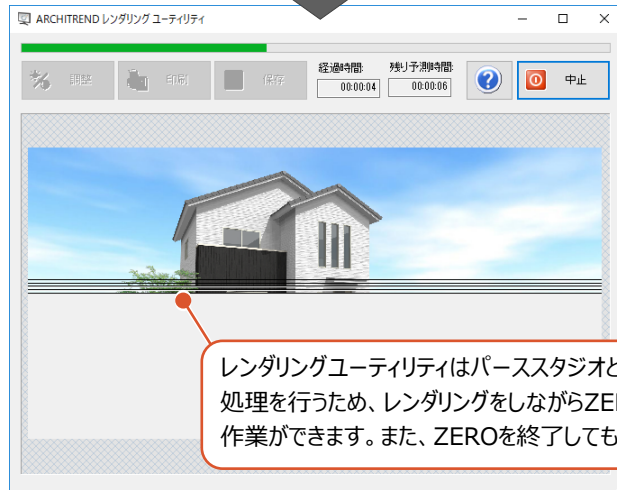 ARCHITREND レンダリング ユーティリティ
経過時間: 残り予測時間:
調整 印刷 保存 00:00:04 00:00:06 中止
レンダリングユーティリティはパーススタジオと
処理を行うため、レンダリングをしながらZE
作業ができます。また、ZEROを終了しても